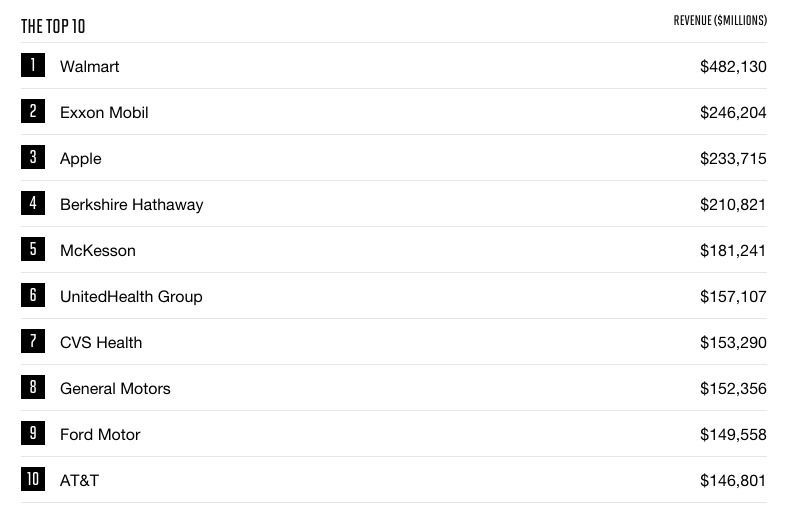 THE TOP 10 REVENUE ($MILLIONS)
1 Walmart $482,130
2 Exxon Mobil $246,204
3 Apple $233,715
4 Berkshire Hathaway $210,821
5 McKesson $181,241
6 UnitedHealth Group $157,107
7 CVS Health $153,290
8 General Motors $152,356
9 Ford Motor $149,558
10 AT&T $146,801